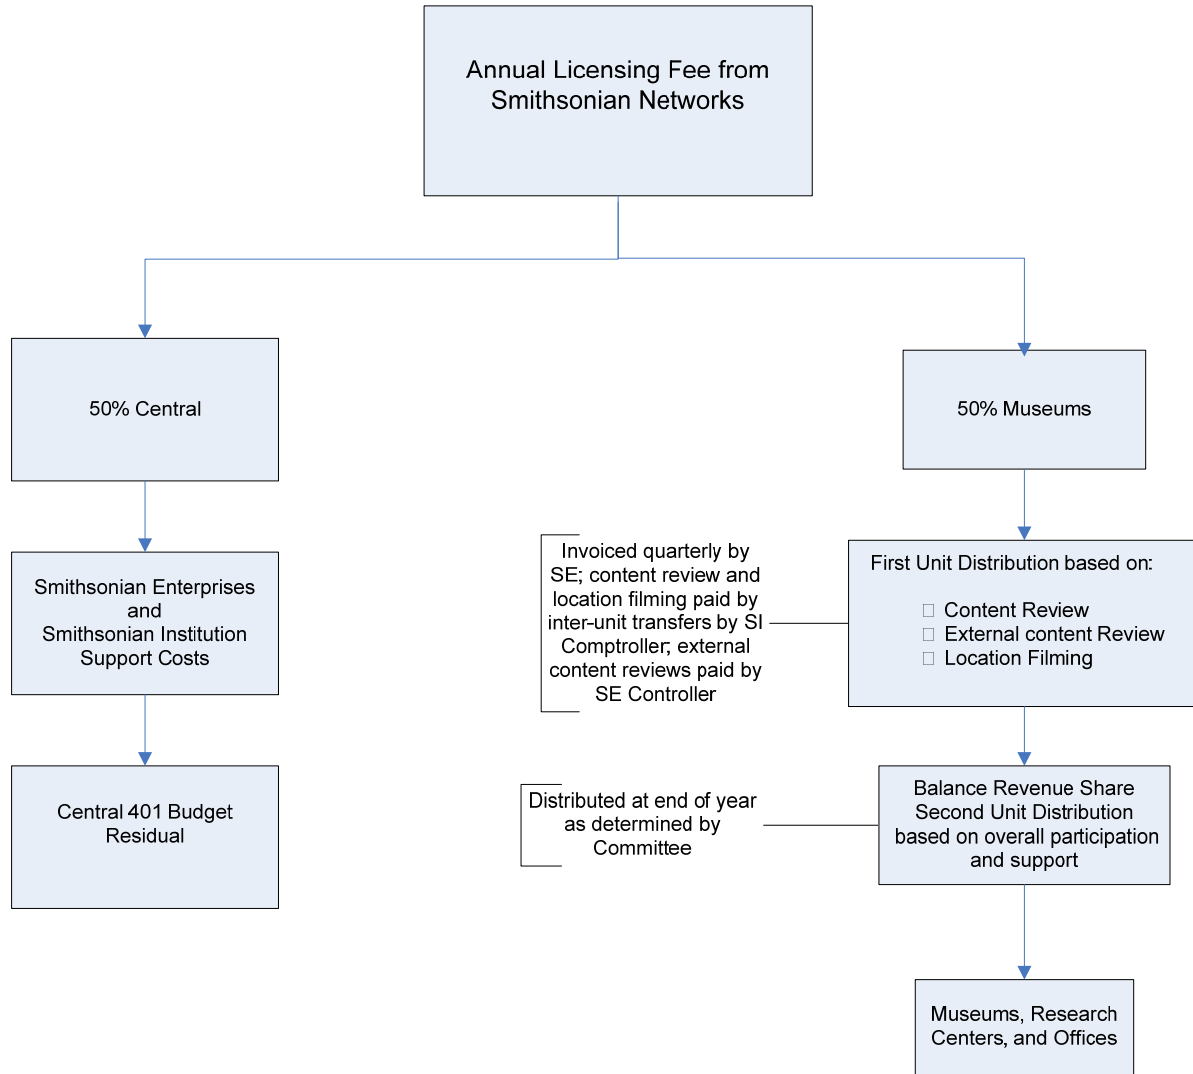 Annual Licensing Fee from
Smithsonian Networks
50% Central
50% Museums
Smithsonian Enterprises
and
Smithsonian Institution
Support Costs
Invoiced quarterly by
SE; content review and
location filming paid by
inter-unit transfers by SI
Comptroller; external
content reviews paid by
SE Controller
First Unit Distribution based on:
Content Review
External content Review
Location Filming
Central 401 Budget
Residual
Distributed at end of year
as determined by
Committee
Balance Revenue Share
Second Unit Distribution
based on overall participation
and support
Museums, Research
Centers, and Offices